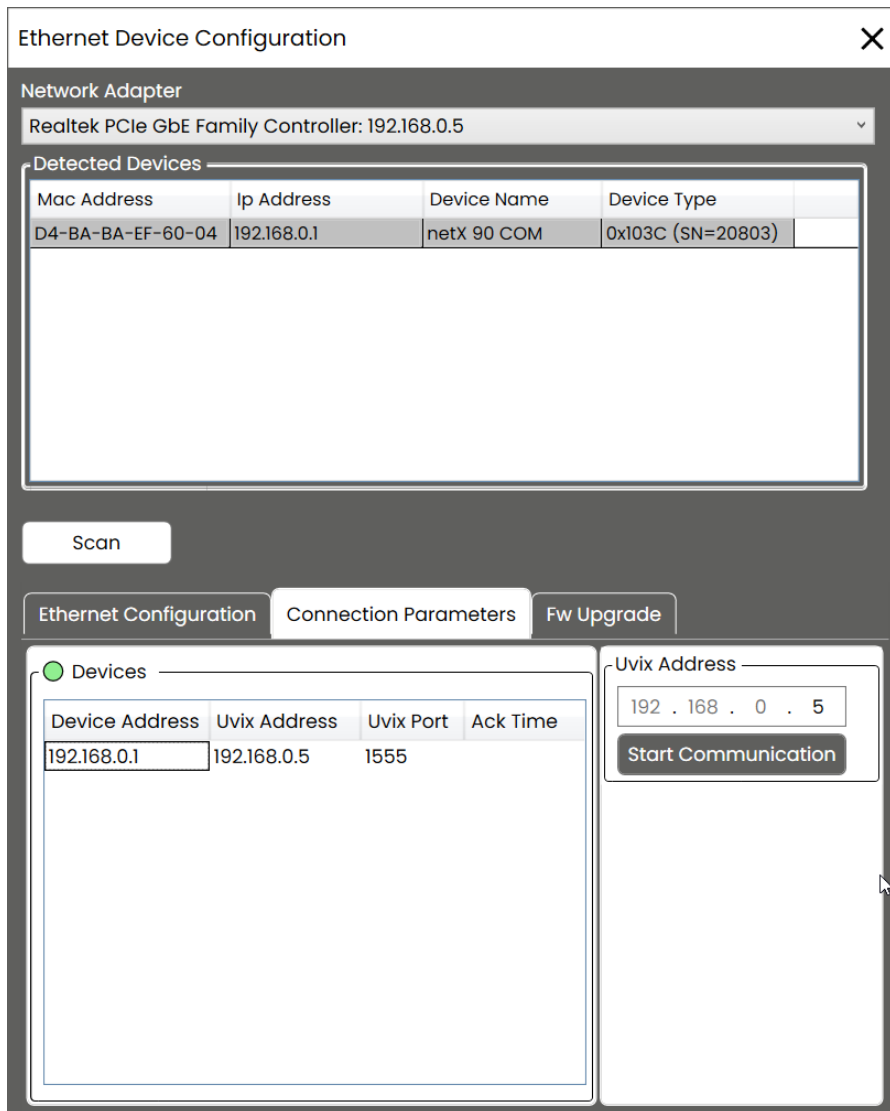 Ethernet Device Configuration
Network Adapter
Realtek PCIe GbE Family Controller: 192.168.0.5
Detected Devices
Mac Address Ip Address Device Name Device Type
D4-BA-BA-EF-60-04 192.168.0.1 netX 90 COM 0x103C (SN=20803)
Scan
Ethernet Configuration Connection Parameters Fw Upgrade
Devices
Device Address Uvix Address Uvix Port Ack Time
192.168.0.1 192.168.0.5 1555
Uvix Address
192 . 168 . 0 . 5
Start Communication